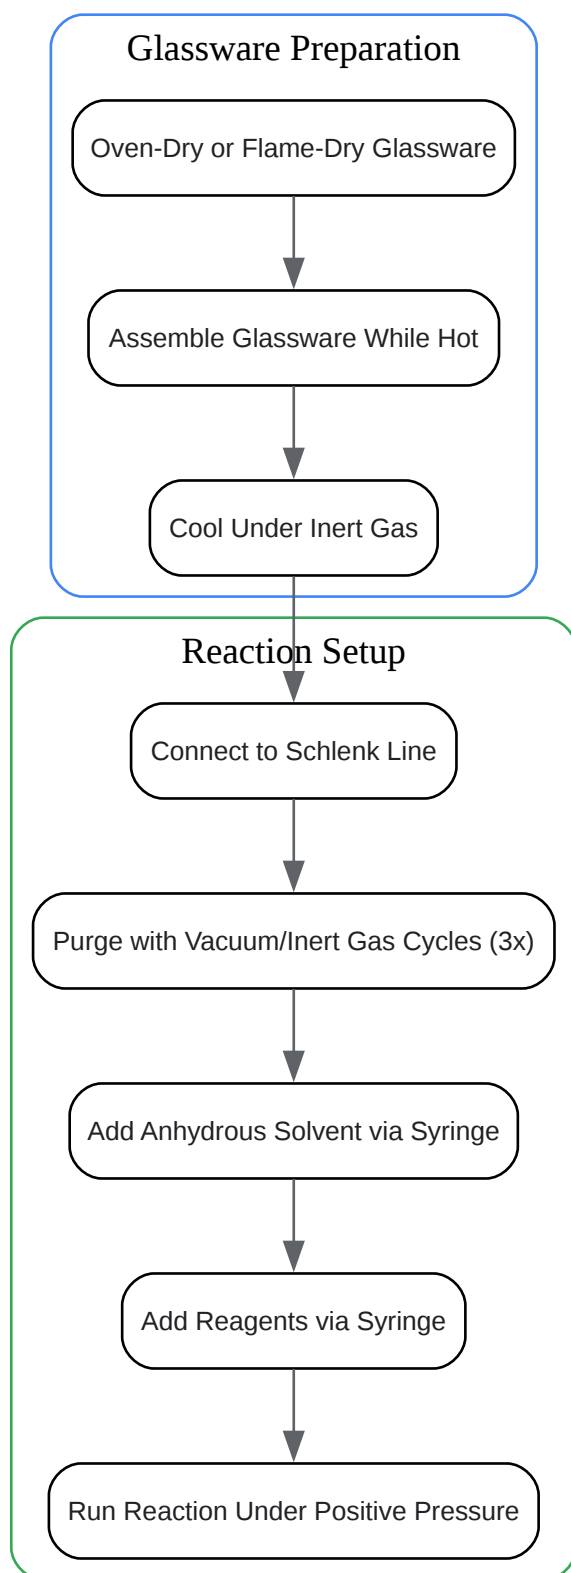 Glassware Preparation
Oven-Dry or Flame-Dry Glassware
Assemble Glassware While Hot
Cool Under Inert Gas
Reaction Setup
Connect to Schlenk Line
Purge with Vacuum/Inert Gas Cycles (3x)
Add Anhydrous Solvent via Syringe
Add Reagents via Syringe
Run Reaction Under Positive Pressure